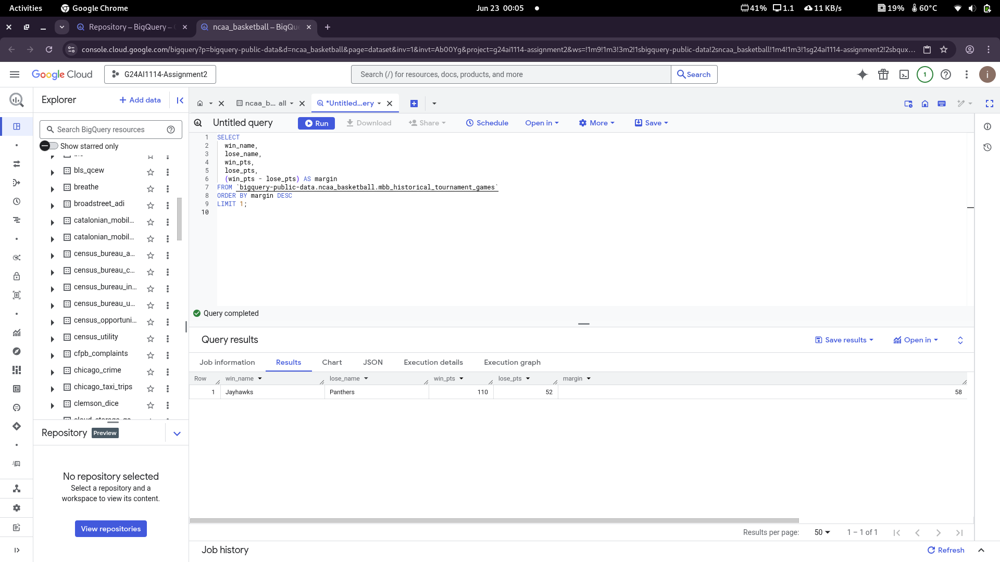 Activities
Google Chrome
Jun 23 00:05
41%
1.1
11 KB/s
19%
60°C
Repository – BigQuery –
ncaa_basketball – BigQue
console.cloud.google.com/bigquery?p=bigquery-public-data&d=ncaa_basketball&page=dataset&inv=1&invt=Ab00Yg&project=g24ai1114-assignment2&ws=!1m9!1m3!3m2!1sbigquery-public-data!2sncaa_basketball!1m4!1m3!1sg24ai1114-assignment2!2sbqux...
Google Cloud
G24AI1114-Assignment2
Search (/) for resources, docs, products, and more
Search
1
i
Explorer
+ Add data
ncaa_b... all
*Untitled...ery
Search BigQuery resources
Show starred only
bls_qcew
breathe
broadstreet_adi
catalonian_mobil...
catalonian_mobil...
census_bureau_a...
census_bureau_c...
census_bureau_in...
census_bureau_u...
census_opportuni...
census_utility
cfpb_complaints
chicago_crime
chicago_taxi_trips
clemson_dice
Repository
Preview
No repository selected
Select a repository and a
workspace to view its content.
View repositories
Untitled query
Run
Download
Share
Schedule
Open in
More
Save
1 SELECT
2 win_name,
3 lose_name,
4 win_pts,
5 lose_pts,
6 (win_pts - lose_pts) AS margin
7 FROM `bigquery-public-data.ncaa_basketball.mbb_historical_tournament_games`
8 ORDER BY margin DESC
9 LIMIT 1;
10
Query completed
Query results
Save results
Open in
Job information
Results
Chart
JSON
Execution details
Execution graph
Row win_name lose_name win_pts lose_pts margin
1 Jayhawks Panthers 110 52 58
Results per page: 50 1 – 1 of 1
Job history
Refresh